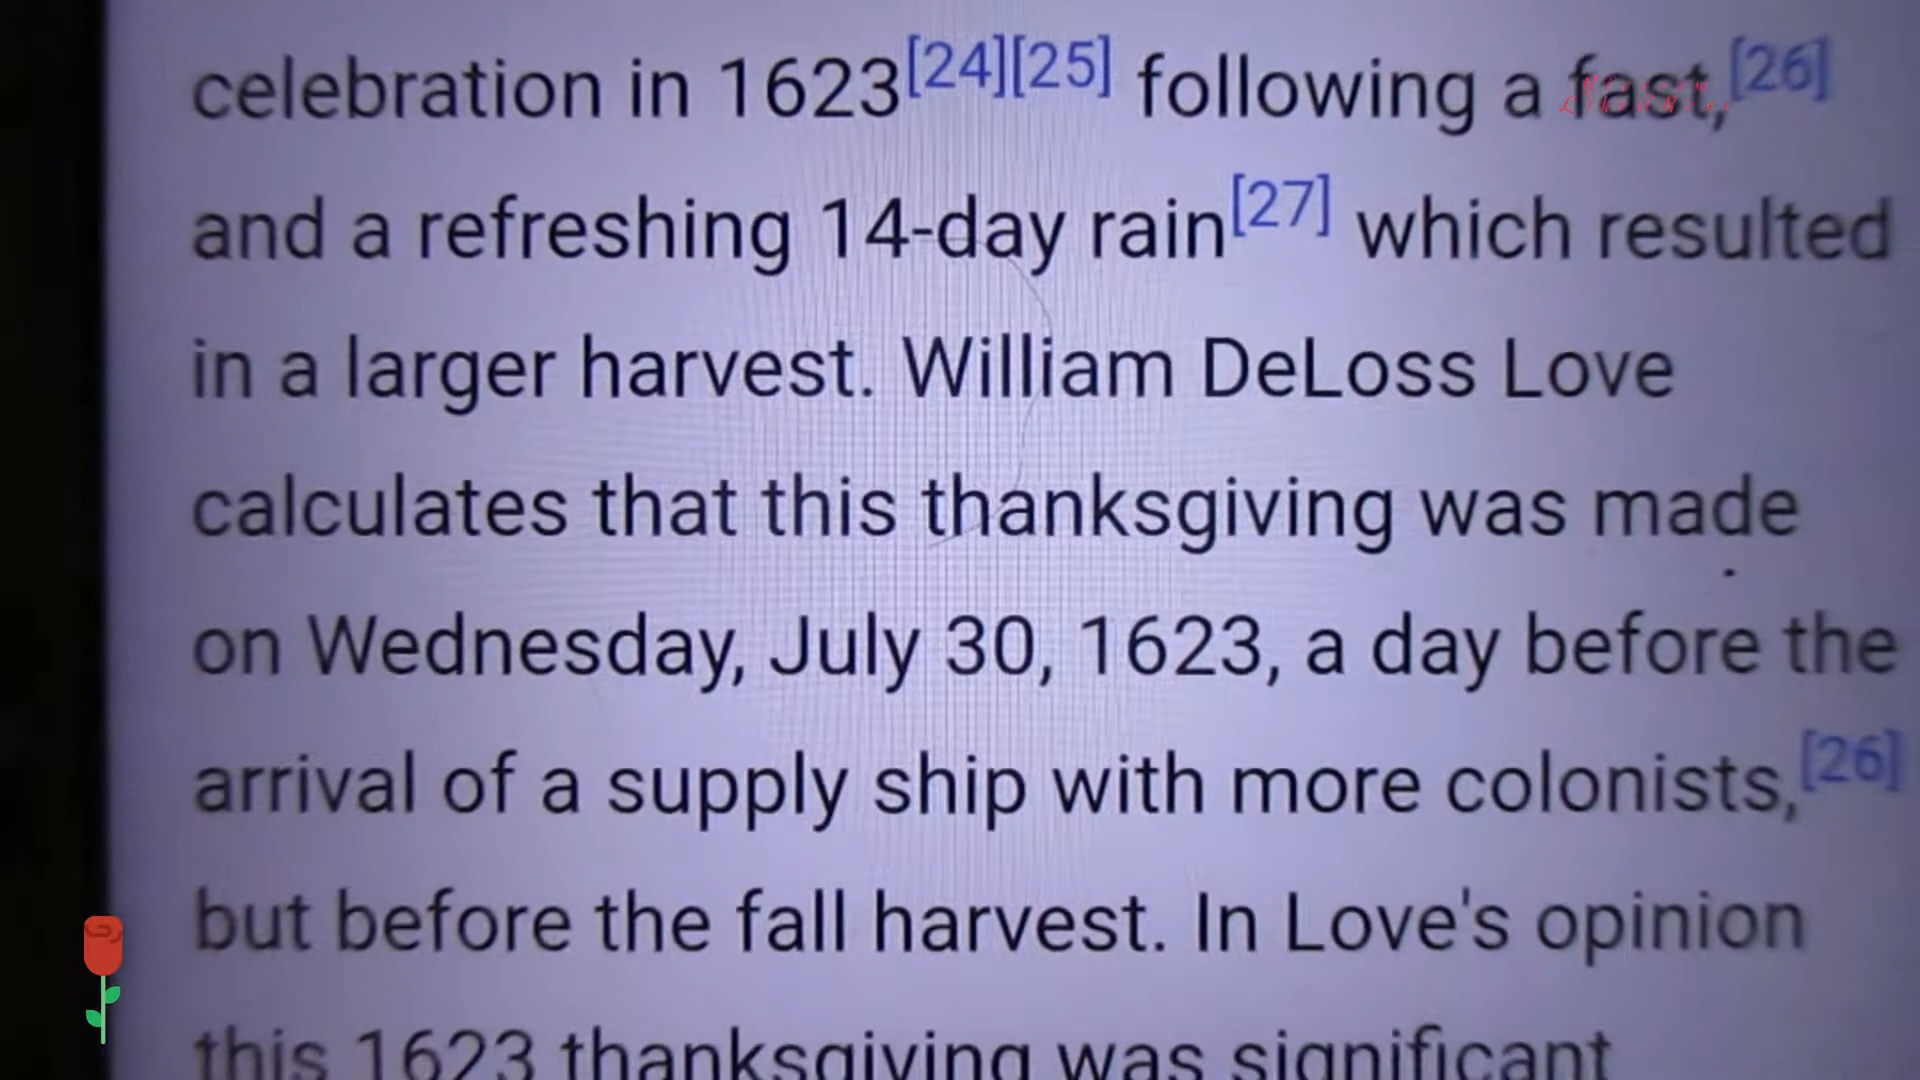 celebration in 1623[24][25] following a fast,[26]
and a refreshing 14-day rain[27] which resulted
in a larger harvest. William DeLoss Love
calculates that this thanksgiving was made
on Wednesday, July 30, 1623, a day before the
arrival of a supply ship with more colonists,[26]
but before the fall harvest. In Love's opinion
this 1623 thanksgiving was significant